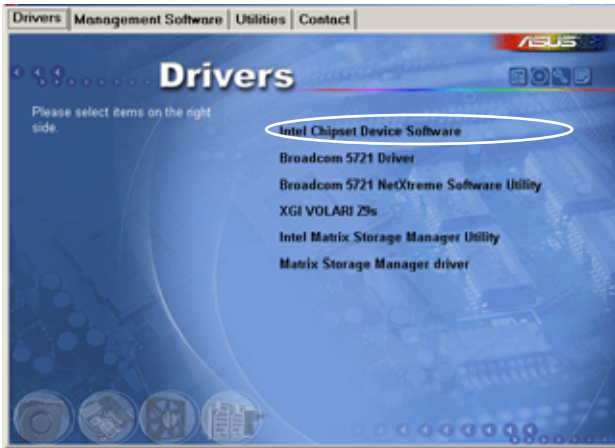 Drivers Management Software Utilities Contact
ASUS
Drivers
Please select items on the right
side.
Intel Chipset Device Software
Broadcom 5721 Driver
Broadcom 5721 NetXtreme Software Utility
XGI VOLARI Z9s
Intel Matrix Storage Manager Utility
Matrix Storage Manager driver